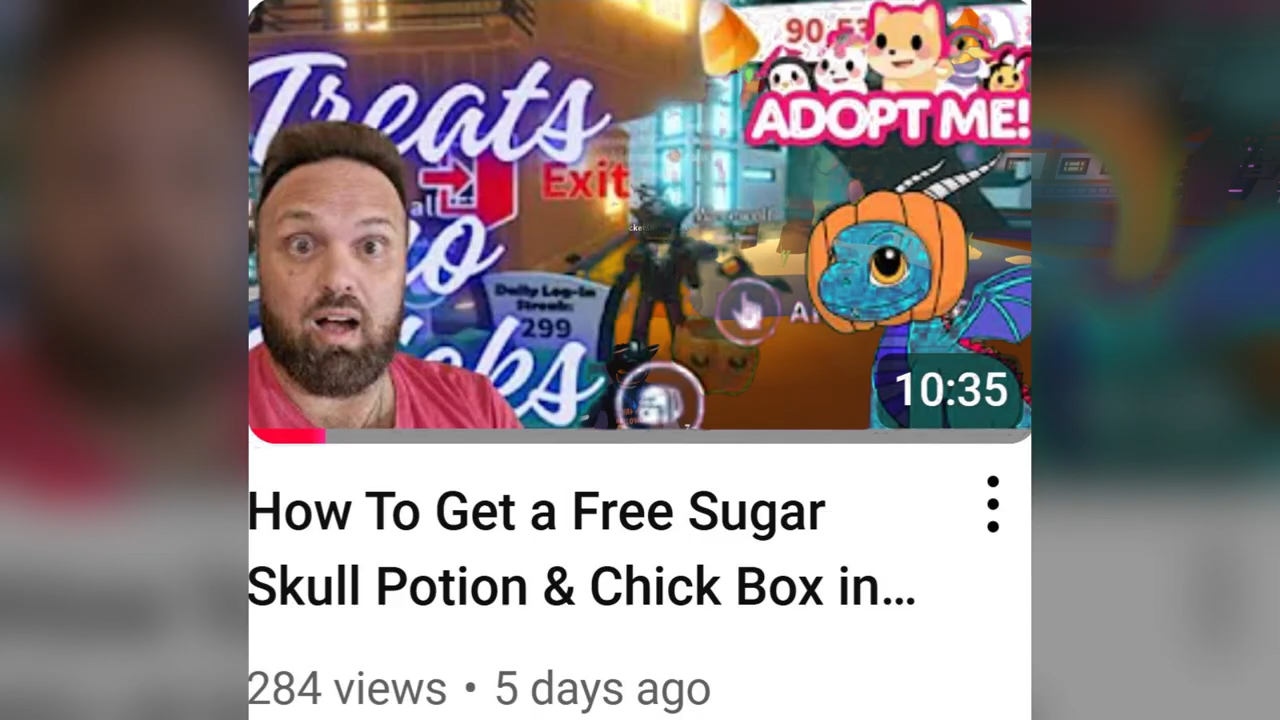 90,53
Treats
ADOPT ME!
Exit
Daily Log-in
Streak:
299
10:35
How To Get a Free Sugar
Skull Potion & Chick Box in...
284 views • 5 days ago